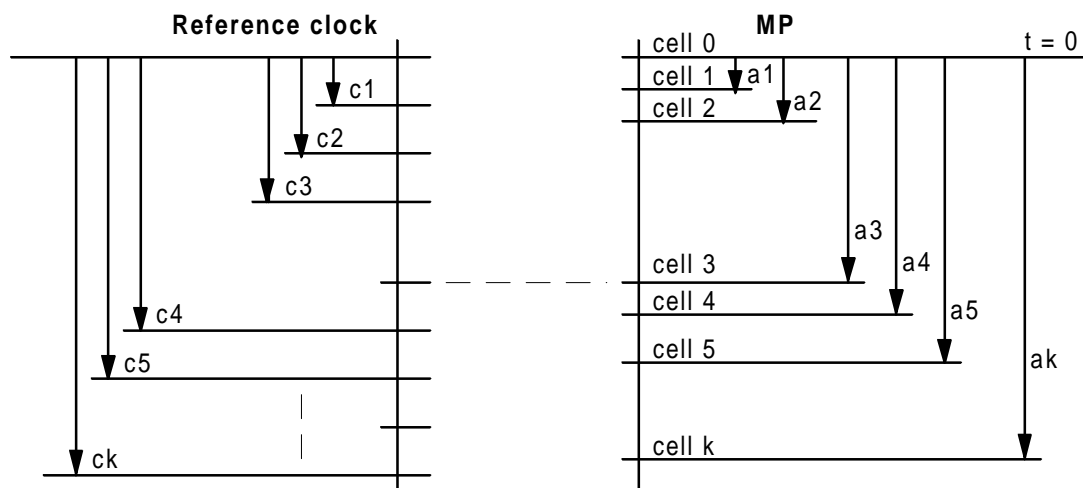 Reference clock
MP
cell 0
t = 0
cell 1
a1
c1
cell 2
a2
c2
c3
a3
cell 3
a4
cell 4
a5
c4
cell 5
c5
ak
cell k
ck